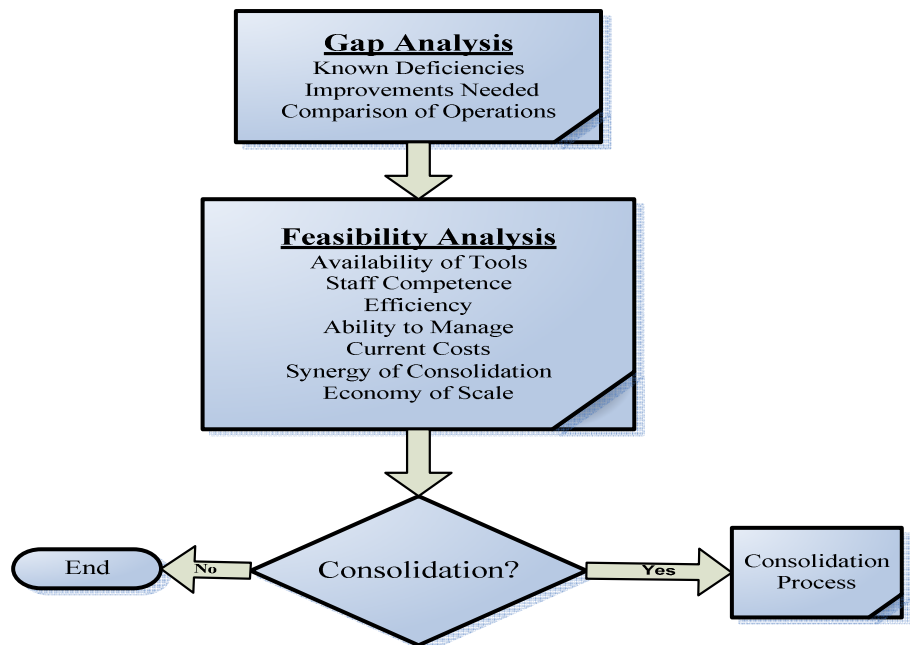 Gap Analysis
Known Deficiencies
Improvements Needed
Comparison of Operations
Feasibility Analysis
Availability of Tools
Staff Competence
Efficiency
Ability to Manage
Current Costs
Synergy of Consolidation
Economy of Scale
End
No
Consolidation?
Yes
Consolidation
Process